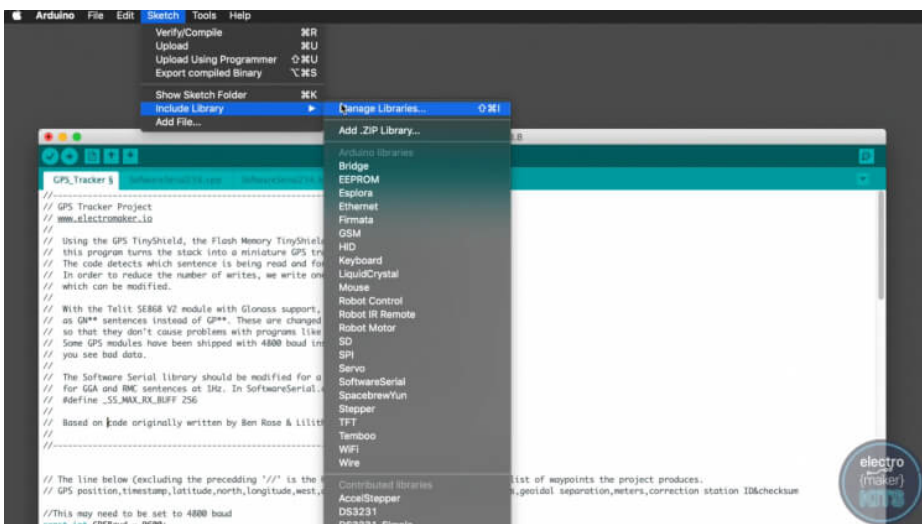 Arduino File Edit Sketch Tools Help
Verify/Compile ⌘R
Upload ⌘U
Upload Using Programmer ⇧⌘U
Export compiled Binary ⌥⌘S
Show Sketch Folder ⌘K
Include Library
Add File...
Manage Libraries... ⇧⌘I
Add .ZIP Library...
Arduino libraries
Bridge
EEPROM
Esplora
Ethernet
Firmata
GSM
HID
Keyboard
LiquidCrystal
Mouse
Robot Control
Robot IR Remote
Robot Motor
SD
SPI
Servo
SoftwareSerial
SpacebrewYun
Stepper
TFT
Temboo
WiFi
Wire
Contributed libraries
AccelStepper
DS3231
.8
GPS_Tracker §
//
// GPS Tracker Project
// www.electromaker.io
//
// Using the GPS TinyShield, the Flash Memory TinyShiel
// this program turns the stack into a miniature GPS tr
// The code detects which sentence is being read and fo
// In order to reduce the number of writes, we write on
// which can be modified.
//
// With the Telit SE868 V2 module with Glonass support,
// as GN** sentences instead of GP**. These are changed
// so that they don't cause problems with programs like
// Some GPS modules have been shipped with 4800 baud in
// you see bad data.
//
// The Software Serial library should be modified for a
// for GGA and RMC sentences at 1Hz. In SoftwareSerial.
// #define _SS_MAX_RX_BUFF 256
//
// Based on code originally written by Ben Rose & Lilit
//
//
// The line below (excluding the precedding '//' is the list of waypoints the project produces.
// GPS position,timestamp,latitude,north,longitude,west, s,geoidal separation,meters,correction station ID&checksum
//This may need to be set to 4800 baud
electro
{maker}
KITS